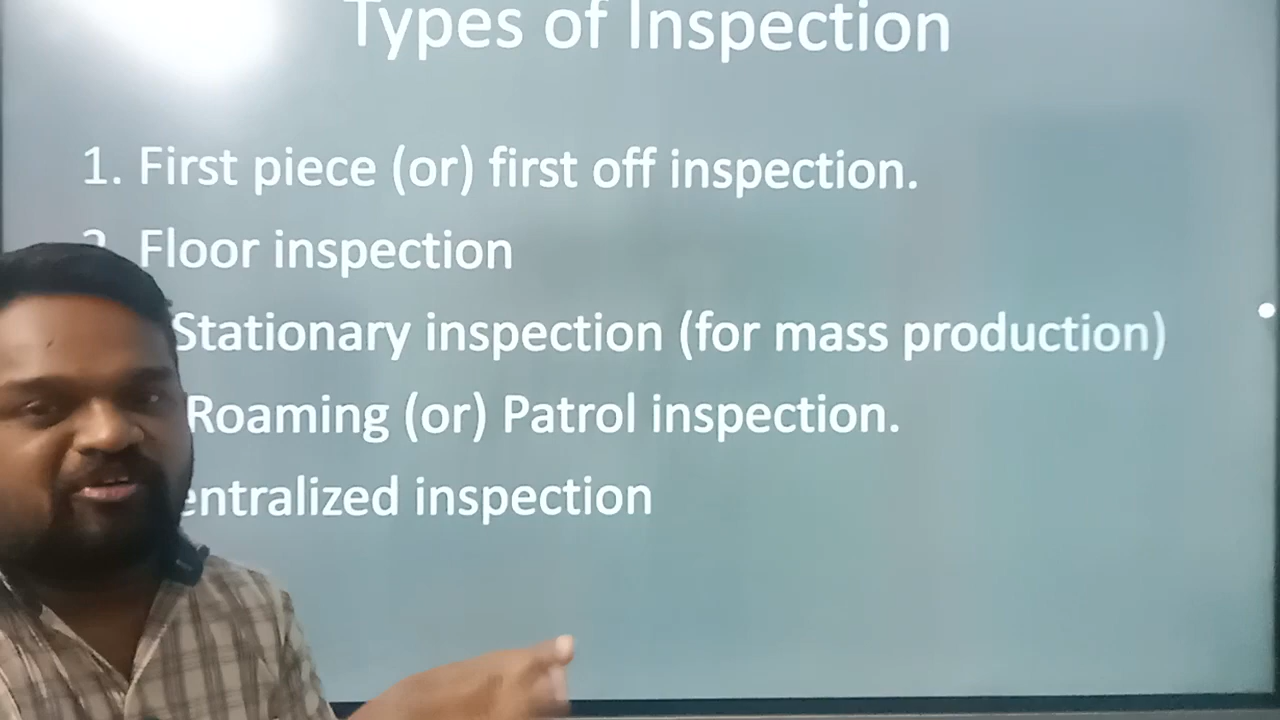 Types of Inspection
1. First piece (or) first off inspection.
Floor inspection
Stationary inspection (for mass production)
Roaming (or) Patrol inspection.
entralized inspection